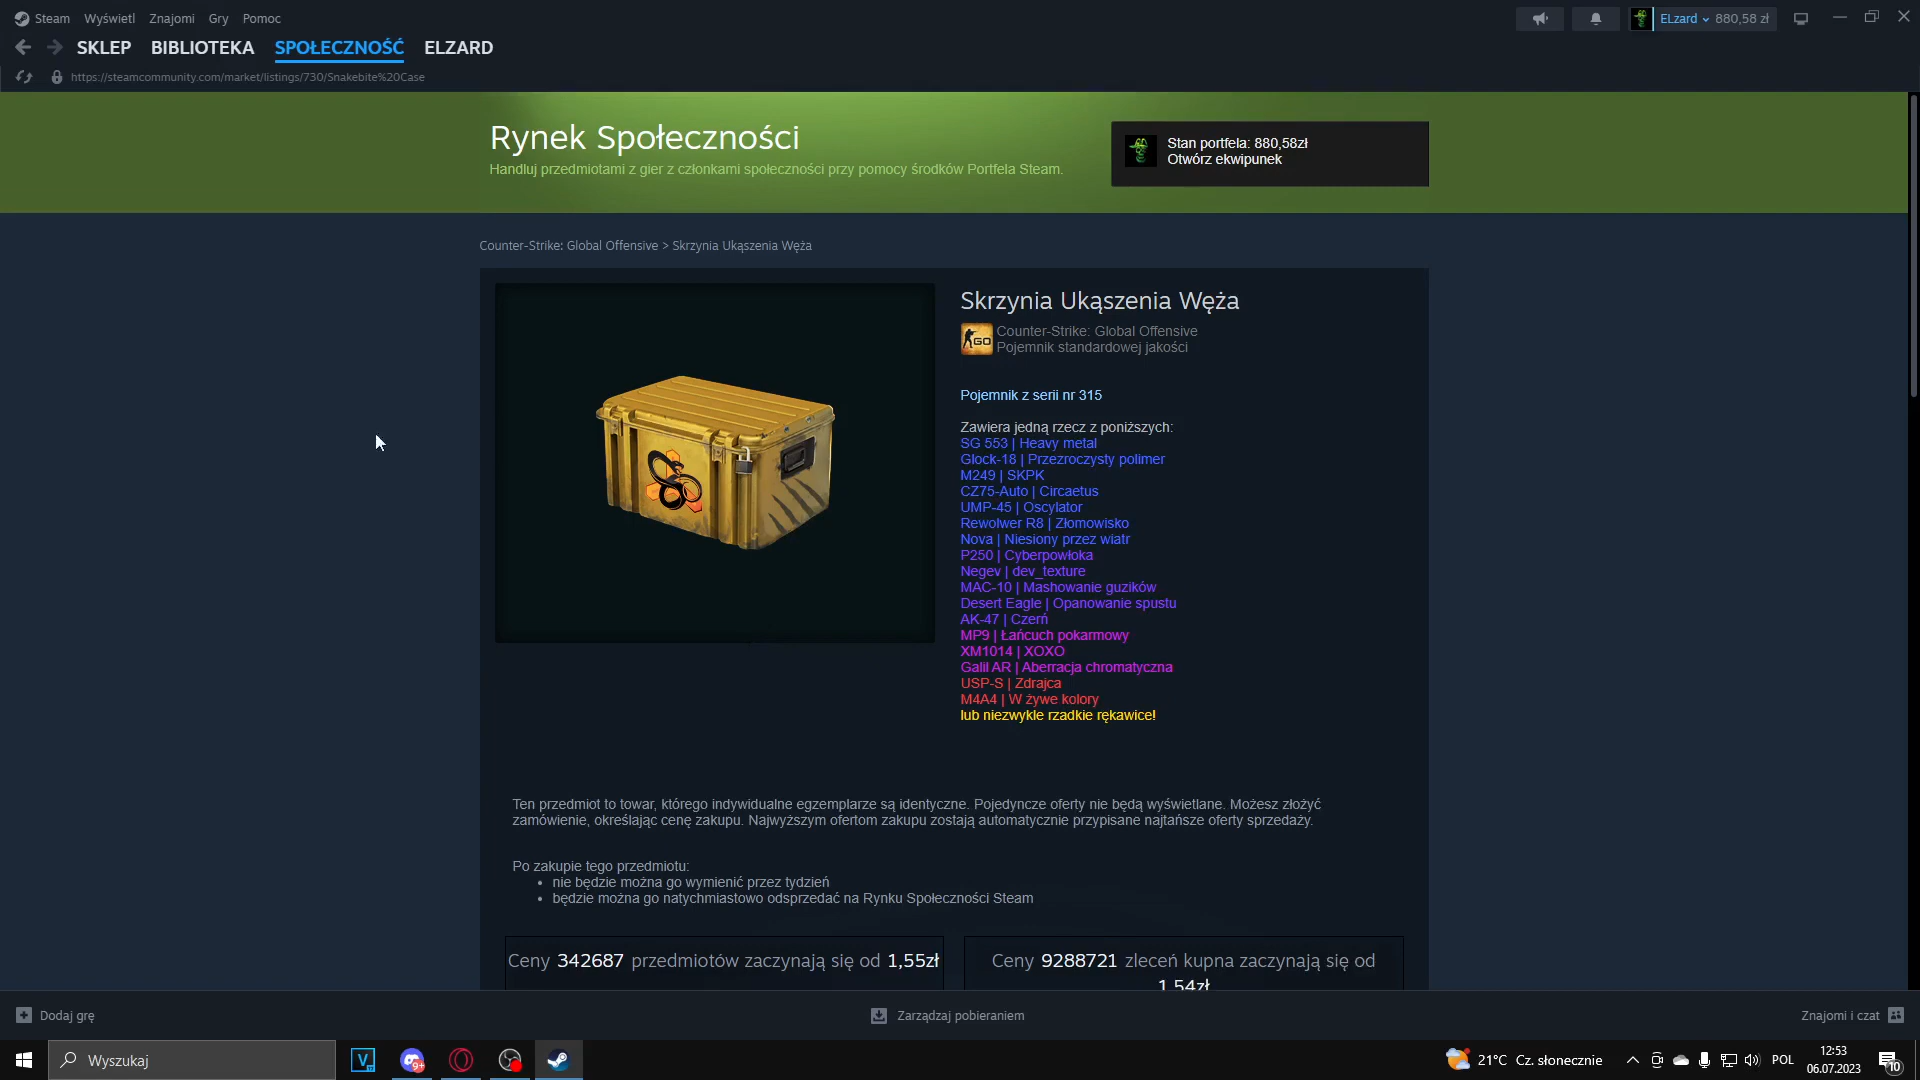 Steam Wyświetl Znajomi Gry Pomoc
ELzard 880,58 zł
SKLEP BIBLIOTEKA SPOŁECZNOŚĆ ELZARD
https://steamcommunity.com/market/listings/730/Snakebite%20Case
Rynek Społeczności
Handluj przedmiotami z gier z członkami społeczności przy pomocy środków Portfela Steam.
Stan portfela: 880,58zł
Otwórz ekwipunek
Counter-Strike: Global Offensive > Skrzynia Ukąszenia Węża
Skrzynia Ukąszenia Węża
GO
Counter-Strike: Global Offensive
Pojemnik standardowej jakości
Pojemnik z serii nr 315
Zawiera jedną rzecz z poniższych:
SG 553 | Heavy metal
Glock-18 | Przezroczysty polimer
M249 | SKPK
CZ75-Auto | Circaetus
UMP-45 | Oscylator
Rewolwer R8 | Złomowisko
Nova | Niesiony przez wiatr
P250 | Cyberpowłoka
Negev | dev_texture
MAC-10 | Mashowanie guzików
Desert Eagle | Opanowanie spustu
AK-47 | Czerń
MP9 | Łańcuch pokarmowy
XM1014 | XOXO
Galil AR | Aberracja chromatyczna
USP-S | Zdrajca
M4A4 | W żywe kolory
lub niezwykle rzadkie rękawice!
Ten przedmiot to towar, którego indywidualne egzemplarze są identyczne. Pojedyncze oferty nie będą wyświetlane. Możesz złożyć
zamówienie, określając cenę zakupu. Najwyższym ofertom zakupu zostają automatycznie przypisane najtańsze oferty sprzedaży.
Po zakupie tego przedmiotu:
• nie będzie można go wymienić przez tydzień
• będzie można go natychmiastowo odsprzedać na Rynku Społeczności Steam
Ceny 342687 przedmiotów zaczynają się od 1,55zł
Ceny 9288721 zleceń kupna zaczynają się od
1,54zł
Dodaj grę
Zarządzaj pobieraniem
Znajomi i czat
Wyszukaj
V
9+
21°C Cz. słonecznie
POL
12:53
06.07.2023
10